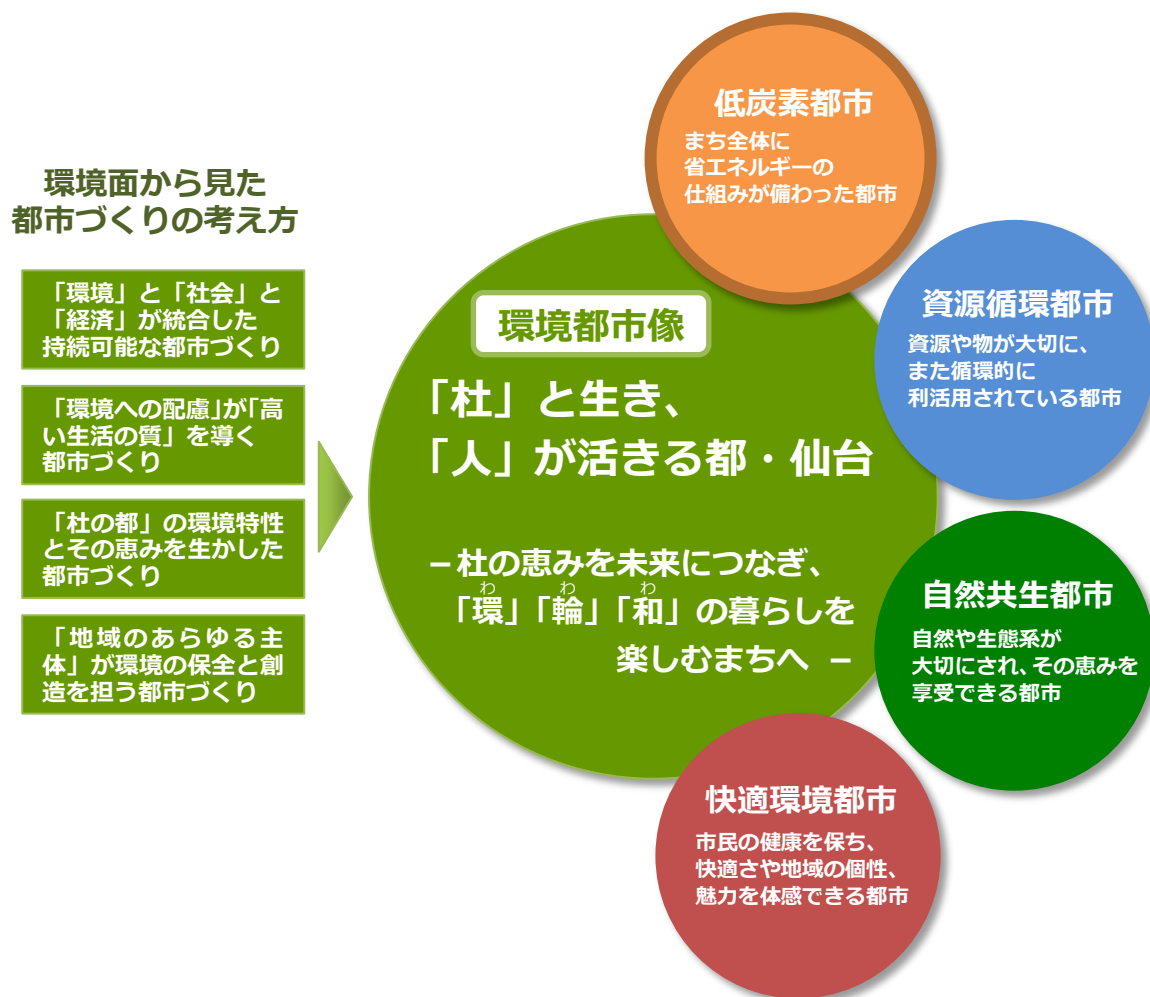 環境面から見た
都市づくりの考え方
「環境」と「社会」と
「経済」が統合した
持続可能な都市づくり
「環境への配慮」が「高
い生活の質」を導く
都市づくり
「杜の都」の環境特性
とその恵みを生かした
都市づくり
「地域のあらゆる主
体」が環境の保全と創
造を担う都市づくり
環境都市像
「杜」と生き、
「人」が活きる都・仙台
－杜の恵みを未来につなぎ、
わ わ わ
「環」「輪」「和」の暮らしを
楽しむまちへ －
低炭素都市
まち全体に
省エネルギーの
仕組みが備わった都市
資源循環都市
資源や物が大切に、
また循環的に
利活用されている都市
自然共生都市
自然や生態系が
大切にされ、その恵みを
享受できる都市
快適環境都市
市民の健康を保ち、
快適さや地域の個性、
魅力を体感できる都市